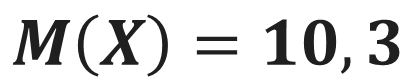 M(X) = 10,3